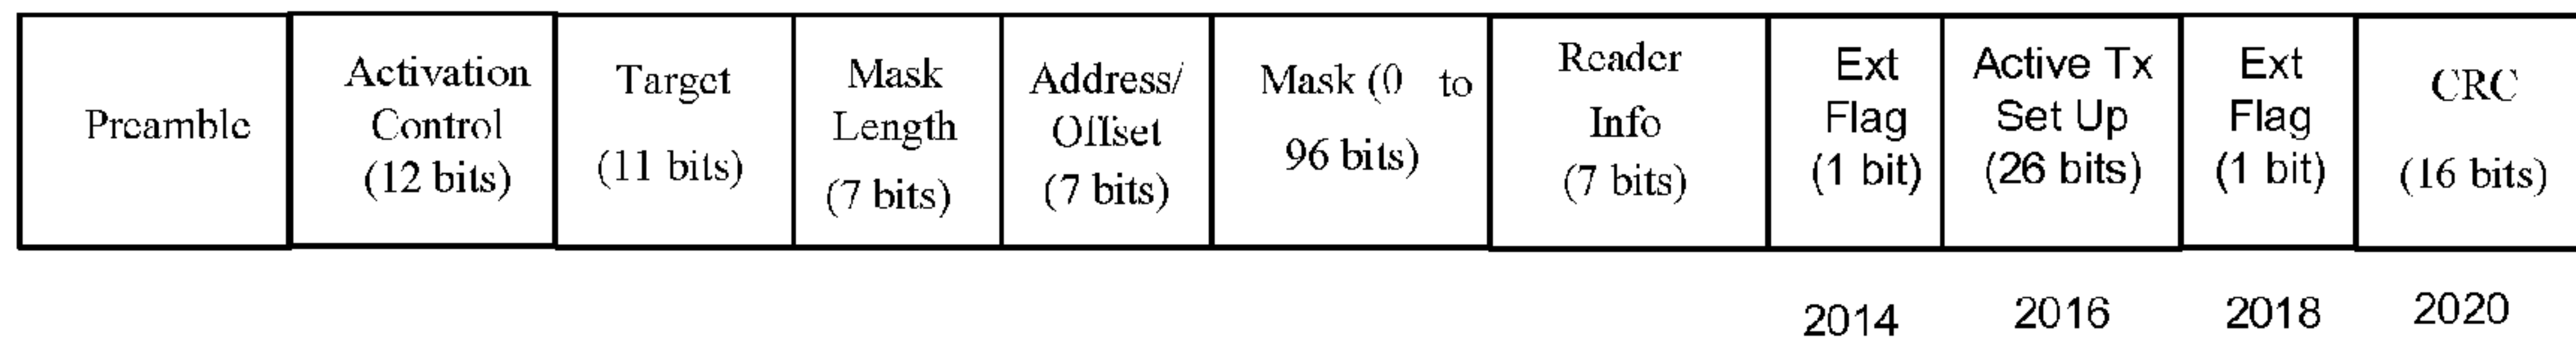 Preamble
Activation
Control
(12 bits)
Target
(11 bits)
Mask
Length
(7 bits)
Address/
Offset
(7 bits)
Mask (0 to
96 bits)
Reader
Info
(7 bits)
Ext
Flag
(1 bit)
Active Tx
Set Up
(26 bits)
Ext
Flag
(1 bit)
CRC
(16 bits)
2014
2016
2018
2020